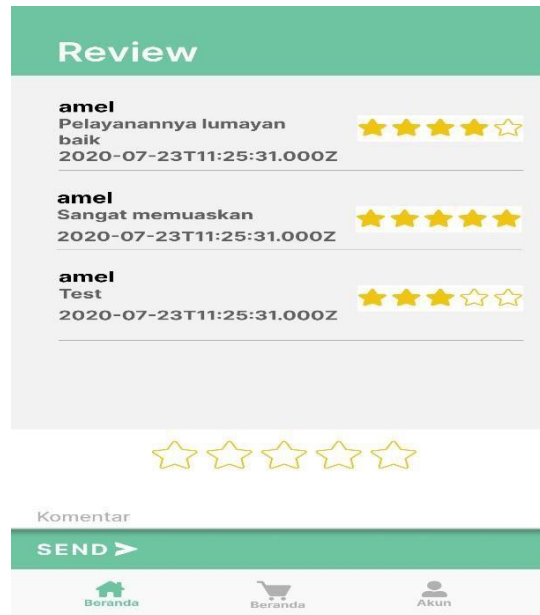 Review
amel
Pelayanannya lumayan
baik
2020-07-23T11:25:31.000Z
amel
Sangat memuaskan
2020-07-23T11:25:31.000Z
amel
Test
2020-07-23T11:25:31.000Z
Komentar
SEND
Beranda
Beranda
Akun